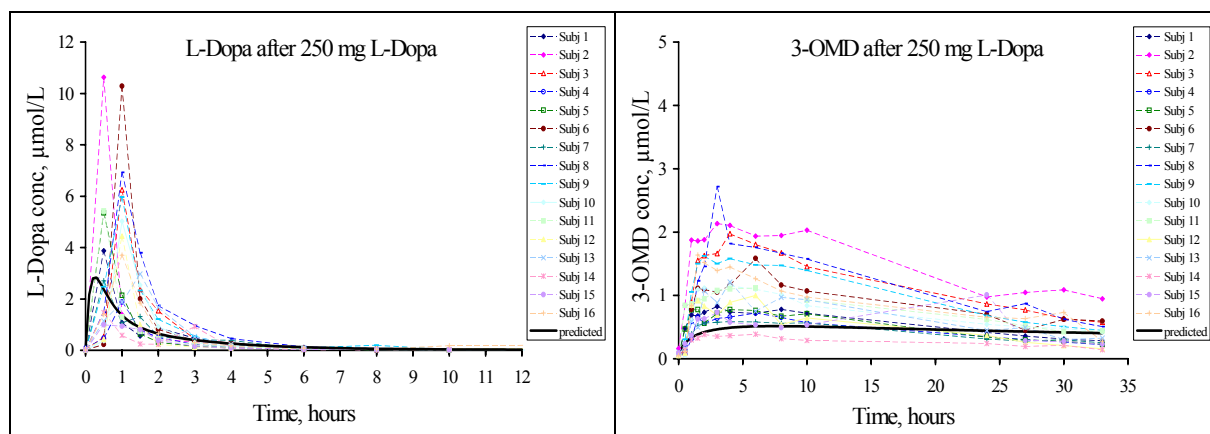 L-Dopa after 250 mg L-Dopa
12
10
8
6
4
2
0
L-Dopa conc, µmol/L
0 1 2 3 4 5 6 7 8 9 10 11 12
Time, hours
Subj 1
Subj 2
Subj 3
Subj 4
Subj 5
Subj 6
Subj 7
Subj 8
Subj 9
Subj 10
Subj 11
Subj 12
Subj 13
Subj 14
Subj 15
Subj 16
predicted
3-OMD after 250 mg L-Dopa
5
4
3
2
1
0
3-OMD conc, µmol/L
0 5 10 15 20 25 30 35
Time, hours
Subj 1
Subj 2
Subj 3
Subj 4
Subj 5
Subj 6
Subj 7
Subj 8
Subj 9
Subj 10
Subj 11
Subj 12
Subj 13
Subj 14
Subj 15
Subj 16
predicted